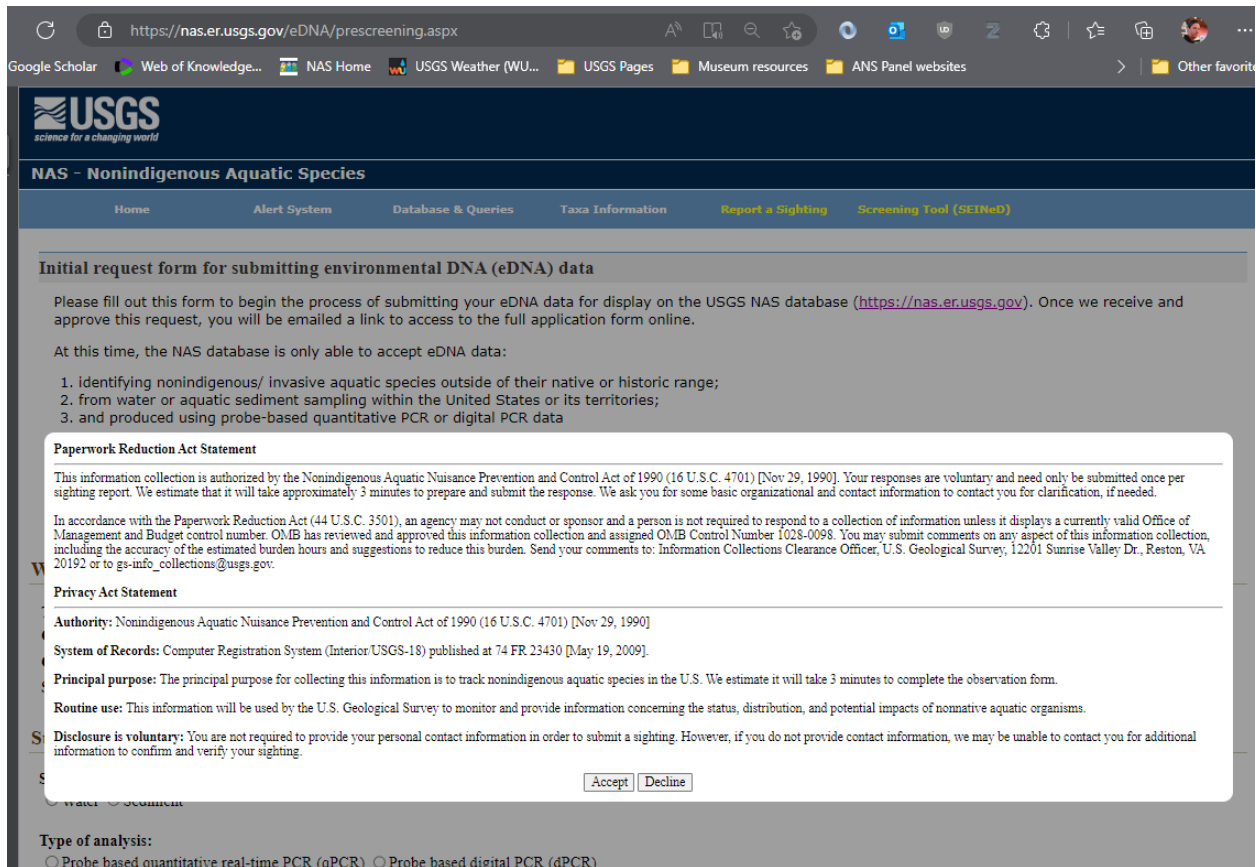 https://nas.er.usgs.gov/eDNA/prescreening.aspx
Google Scholar Web of Knowledge... NAS Home USGS Weather (WU... USGS Pages Museum resources ANS Panel websites > Other favorite
USGS
science for a changing world
NAS - Nonindigenous Aquatic Species
Home Alert System Database & Queries Taxa Information Report a Sighting Screening Tool (SEINeD)
Initial request form for submitting environmental DNA (eDNA) data
Please fill out this form to begin the process of submitting your eDNA data for display on the USGS NAS database (https://nas.er.usgs.gov). Once we receive and
approve this request, you will be emailed a link to access to the full application form online.
At this time, the NAS database is only able to accept eDNA data:
1. identifying nonindigenous/ invasive aquatic species outside of their native or historic range;
2. from water or aquatic sediment sampling within the United States or its territories;
3. and produced using probe-based quantitative PCR or digital PCR data
Paperwork Reduction Act Statement
This information collection is authorized by the Nonindigenous Aquatic Nuisance Prevention and Control Act of 1990 (16 U.S.C. 4701) [Nov 29, 1990]. Your responses are voluntary and need only be submitted once per
sighting report. We estimate that it will take approximately 3 minutes to prepare and submit the response. We ask you for some basic organizational and contact information to contact you for clarification, if needed.
In accordance with the Paperwork Reduction Act (44 U.S.C. 3501), an agency may not conduct or sponsor and a person is not required to respond to a collection of information unless it displays a currently valid Office of
Management and Budget control number. OMB has reviewed and approved this information collection and assigned OMB Control Number 1028-0098. You may submit comments on any aspect of this information collection,
including the accuracy of the estimated burden hours and suggestions to reduce this burden. Send your comments to: Information Collections Clearance Officer, U.S. Geological Survey, 12201 Sunrise Valley Dr., Reston, VA
20192 or to gs-info_collections@usgs.gov.
Privacy Act Statement
Authority: Nonindigenous Aquatic Nuisance Prevention and Control Act of 1990 (16 U.S.C. 4701) [Nov 29, 1990]
System of Records: Computer Registration System (Interior/USGS-18) published at 74 FR 23430 [May 19, 2009].
Principal purpose: The principal purpose for collecting this information is to track nonindigenous aquatic species in the U.S. We estimate it will take 3 minutes to complete the observation form.
Routine use: This information will be used by the U.S. Geological Survey to monitor and provide information concerning the status, distribution, and potential impacts of nonnative aquatic organisms.
Disclosure is voluntary: You are not required to provide your personal contact information in order to submit a sighting. However, if you do not provide contact information, we may be unable to contact you for additional
information to confirm and verify your sighting.
Accept Decline
Water Sediment
Type of analysis:
Probe based quantitative real-time PCR (qPCR) Probe based digital PCR (dPCR)